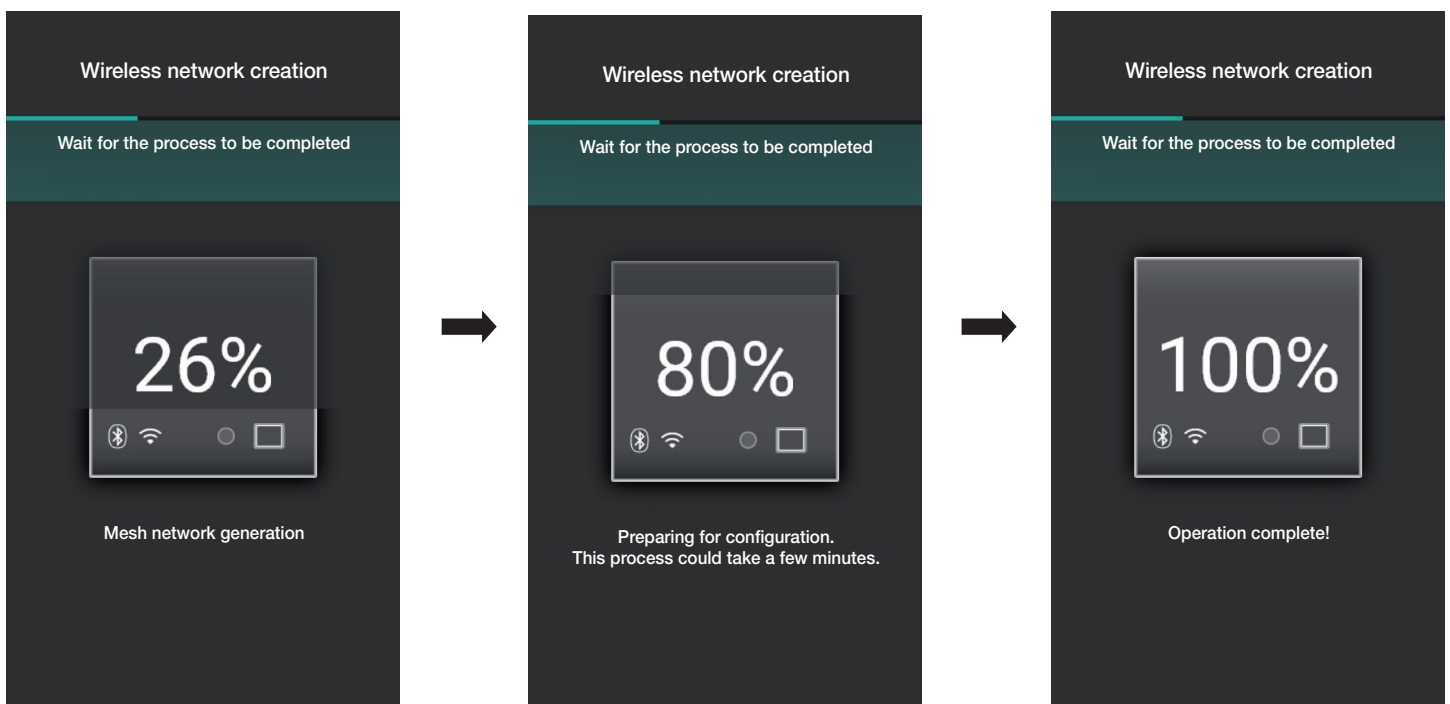 Wireless network creation
Wait for the process to be completed
26%
Mesh network generation
Wireless network creation
Wait for the process to be completed
80%
Preparing for configuration.
This process could take a few minutes.
Wireless network creation
Wait for the process to be completed
100%
Operation complete!